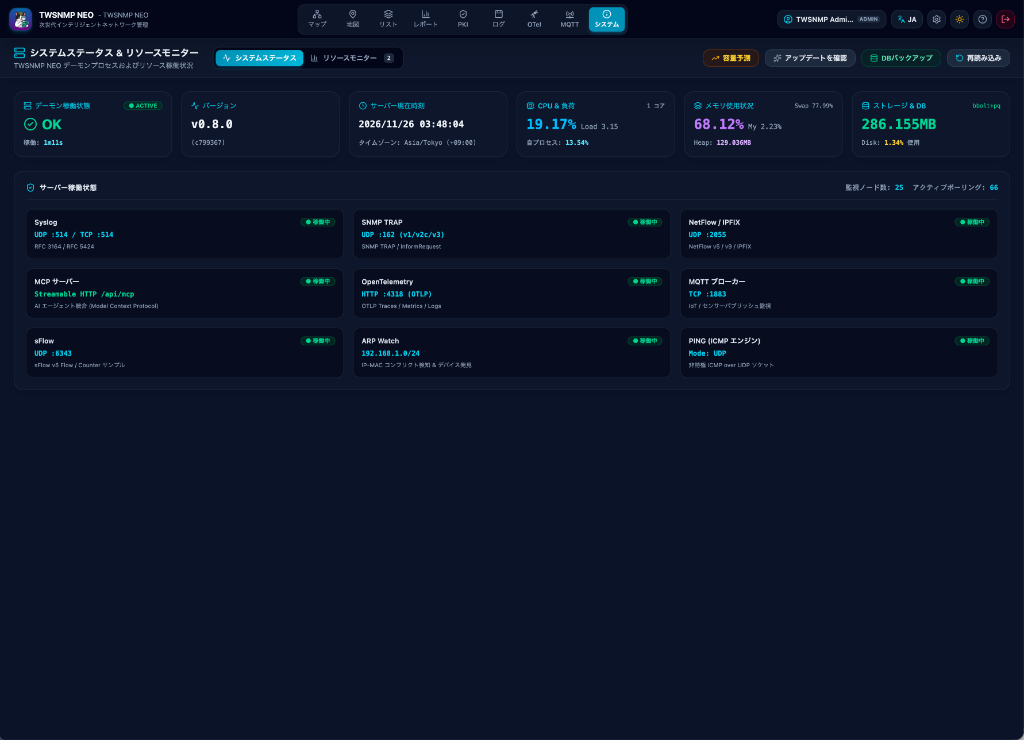 TWSNMP NEO - TWSNMP NEO
次世代インテリジェントネットワーク管理
マップ
地図
リスト
レポート
PKI
ログ
OTel
MQTT
システム
TWSNMP Admi... ADMIN
JA
システムステータス & リソースモニター
TWSNMP NEO デーモンプロセスおよびリソース稼働状況
システムステータス
リソースモニター 2
容量予測
アップデートを確認
DBバックアップ
再読み込み
デーモン稼働状態 ACTIVE
OK
稼働: 1m11s
バージョン
v0.8.0
(c799367)
サーバー現在時刻
2026/11/26 03:48:04
タイムゾーン: Asia/Tokyo (+09:00)
CPU & 負荷 1 コア
19.17% Load 3.15
自プロセス: 13.54%
メモリ使用状況 Swap 77.99%
68.12% My 2.23%
Heap: 129.036MB
ストレージ & DB bbolt+pq
286.155MB
Disk: 1.34% 使用
サーバー稼働状態
監視ノード数: 25 アクティブポーリング: 66
Syslog 稼働中
UDP :514 / TCP :514
RFC 3164 / RFC 5424
SNMP TRAP 稼働中
UDP :162 (v1/v2c/v3)
SNMP TRAP / InformRequest
NetFlow / IPFIX 稼働中
UDP :2055
NetFlow v5 / v9 / IPFIX
MCP サーバー 稼働中
Streamable HTTP /api/mcp
AI エージェント統合 (Model Context Protocol)
OpenTelemetry 稼働中
HTTP :4318 (OTLP)
OTLP Traces / Metrics / Logs
MQTT ブローカー 稼働中
TCP :1883
IoT / センサーパブリッシュ監視
sFlow 稼働中
UDP :6343
sFlow v5 Flow / Counter サンプル
ARP Watch 稼働中
192.168.1.0/24
IP-MAC コンフリクト検知 & デバイス発見
PING (ICMP エンジン) 稼働中
Mode: UDP
非特権 ICMP over UDP ソケット